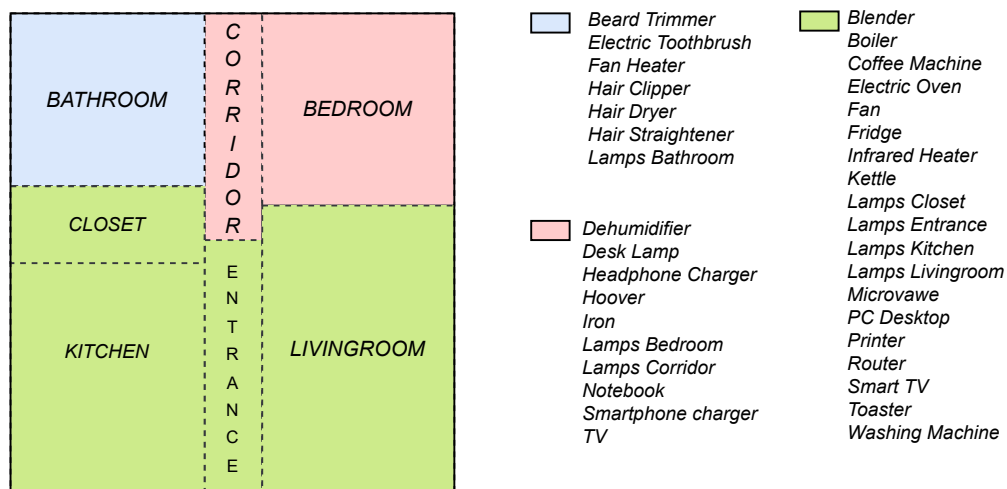 BATHROOM
CORRIDOR
BEDROOM
CLOSET
KITCHEN
ENTRANCE
LIVINGROOM
Beard Trimmer
Electric Toothbrush
Fan Heater
Hair Clipper
Hair Dryer
Hair Straightener
Lamps Bathroom
Dehumidifier
Desk Lamp
Headphone Charger
Hoover
Iron
Lamps Bedroom
Lamps Corridor
Notebook
Smartphone charger
TV
Blender
Boiler
Coffee Machine
Electric Oven
Fan
Fridge
Infrared Heater
Kettle
Lamps Closet
Lamps Entrance
Lamps Kitchen
Lamps Livingroom
Microvawe
PC Desktop
Printer
Router
Smart TV
Toaster
Washing Machine